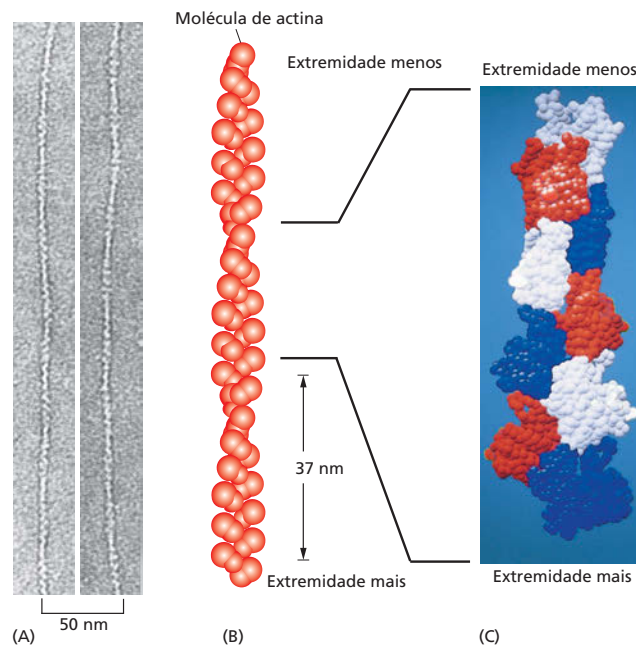 Molécula de actina
Extremidade menos
Extremidade menos
37 nm
Extremidade mais
Extremidade mais
50 nm
(A)
(B)
(C)